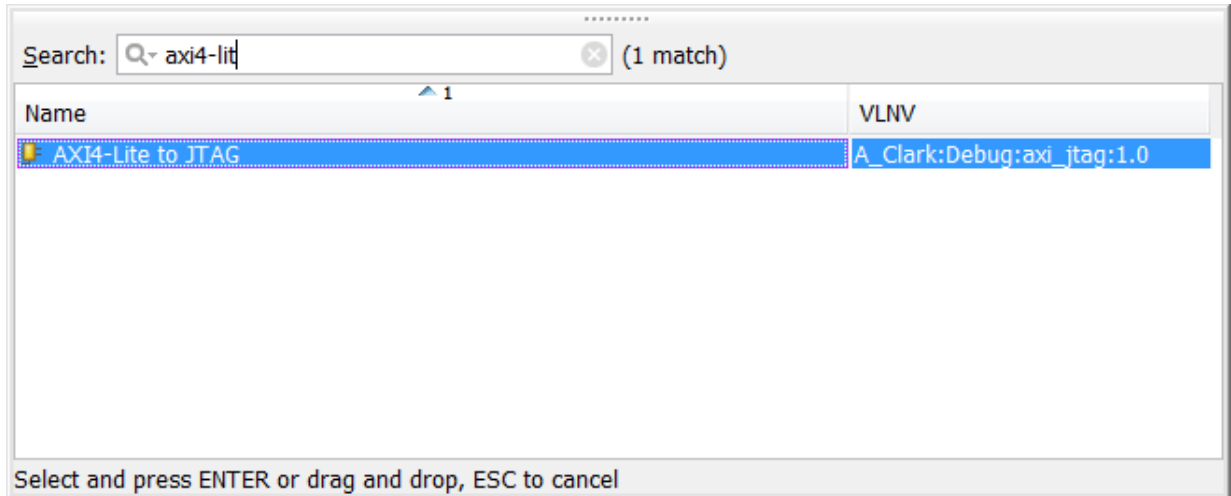 Search: axi4-lit (1 match)
1
Name VLNV
AXI4-Lite to JTAG A_Clark:Debug:axi_jtag:1.0
Select and press ENTER or drag and drop, ESC to cancel